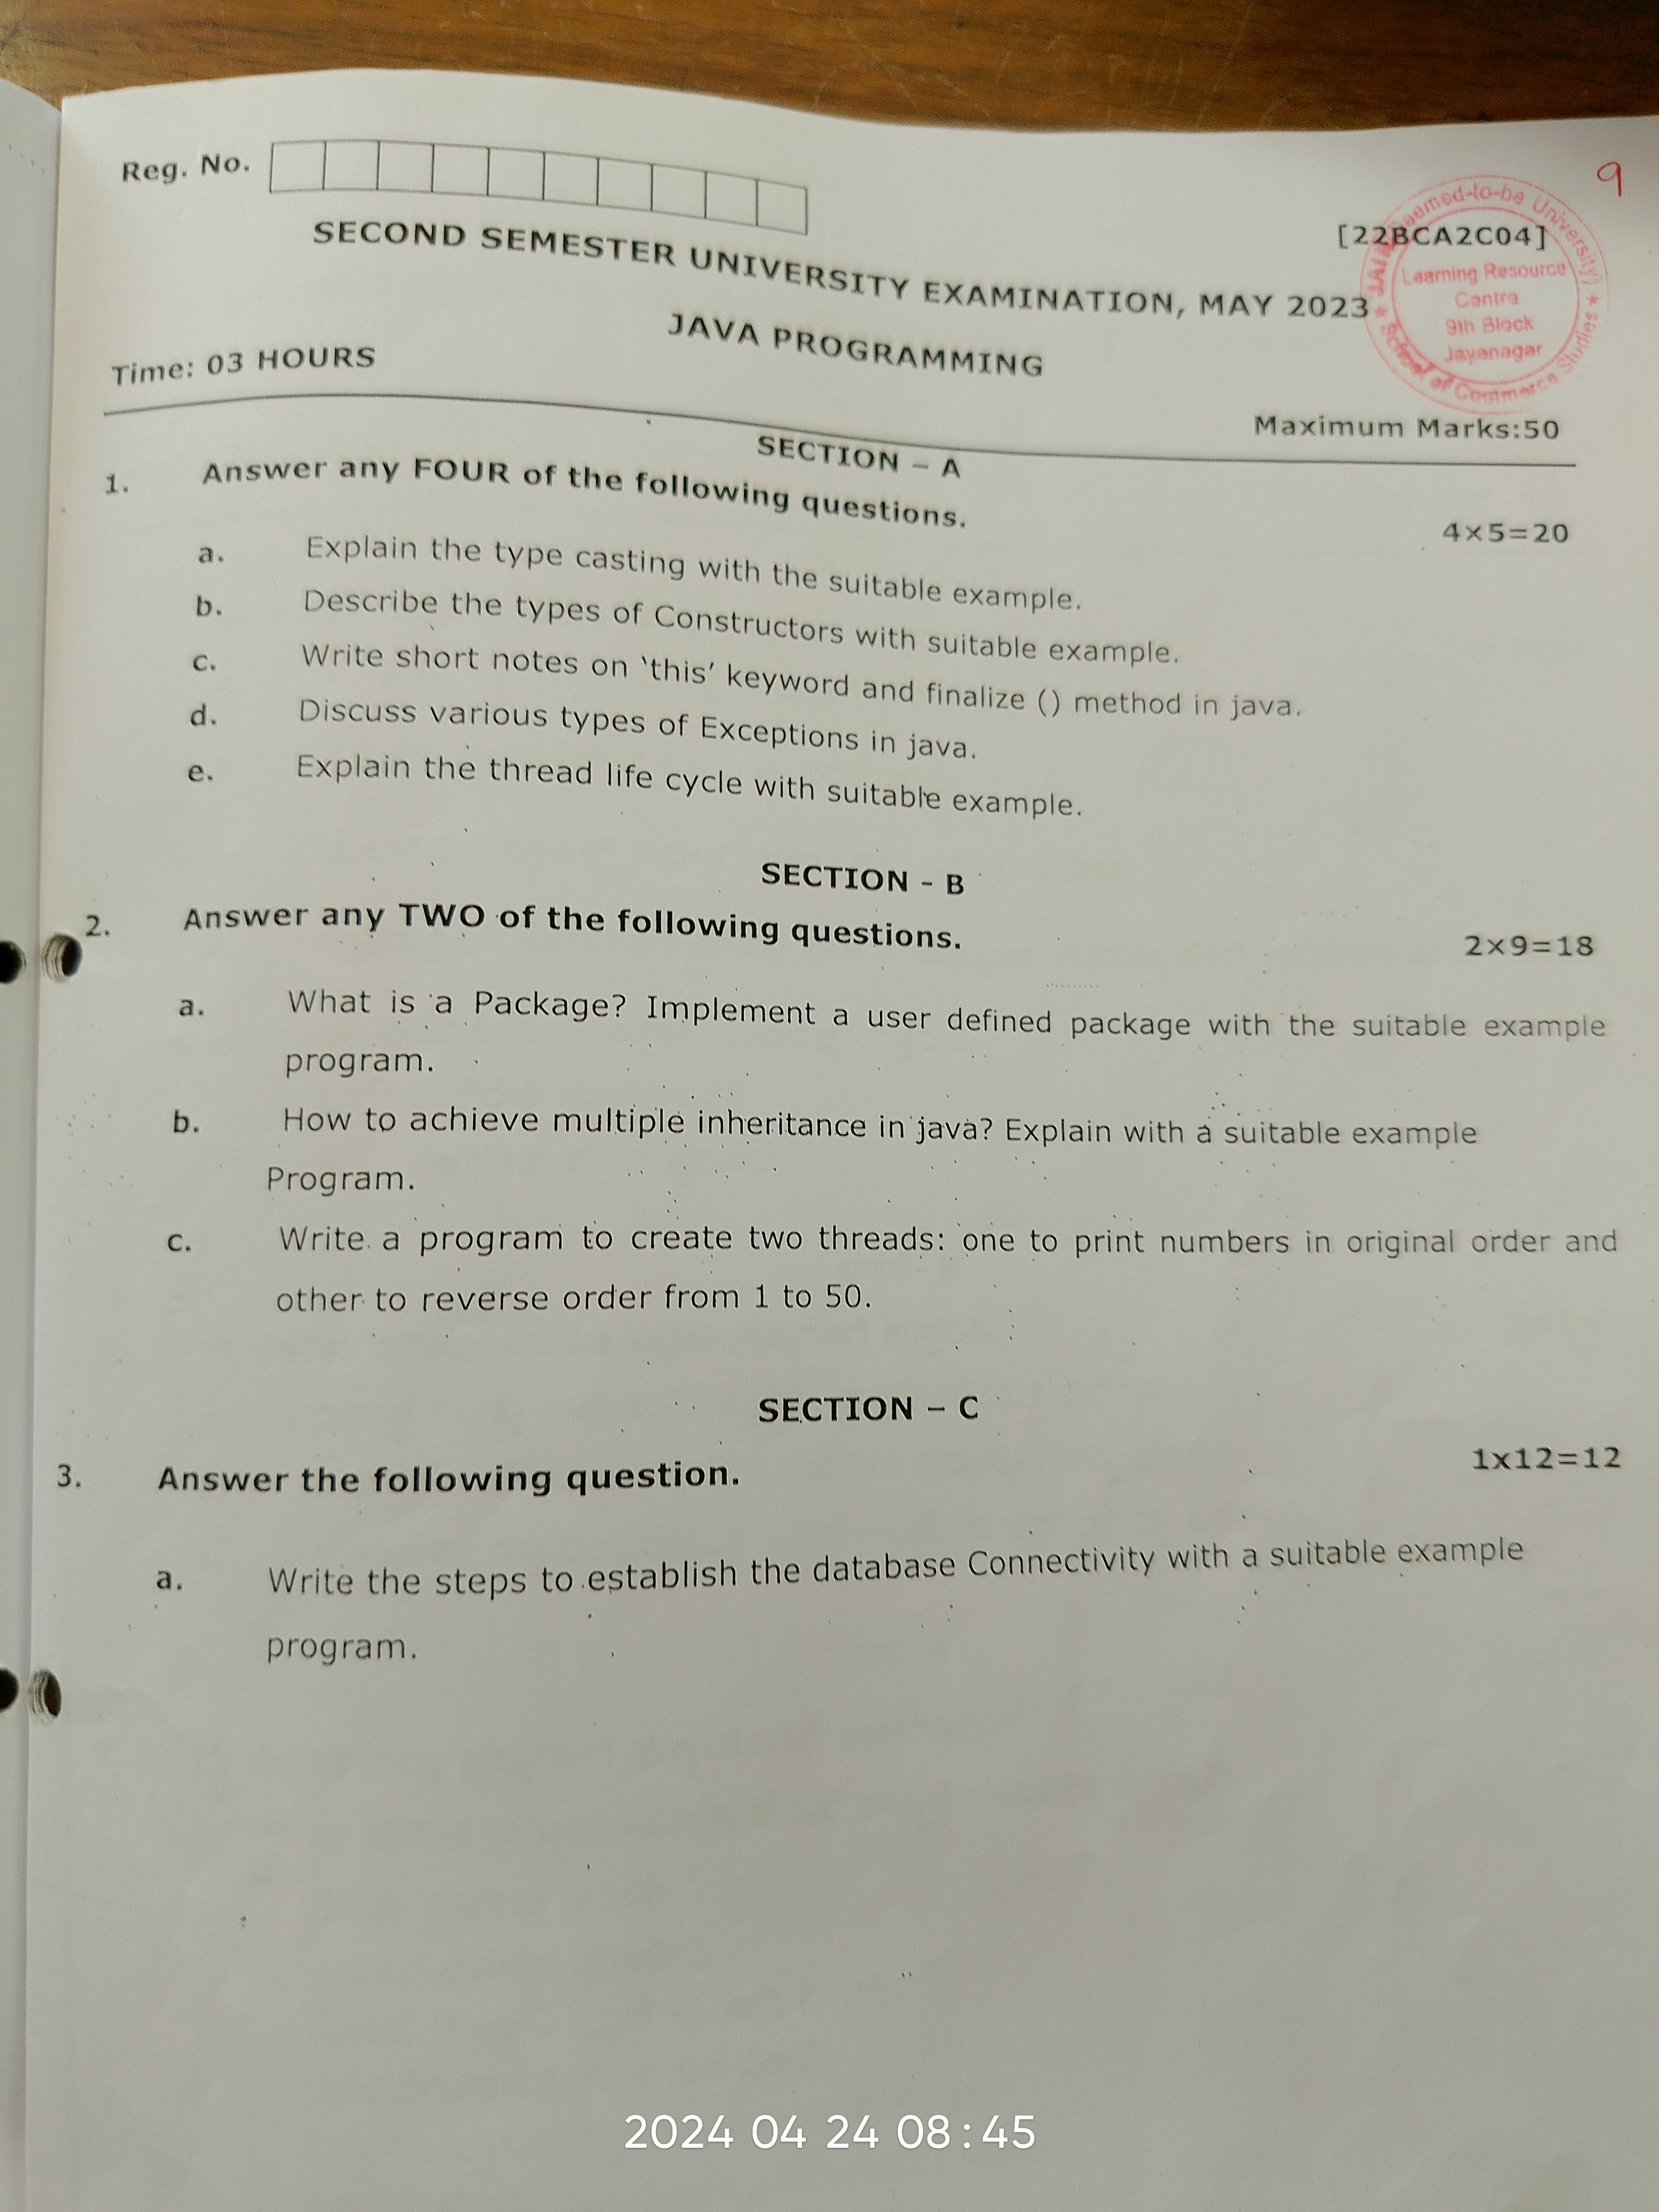 9
Reg. No.
[22BCA2C04]
SECOND SEMESTER UNIVERSITY EXAMINATION, MAY 2023
JAVA PROGRAMMING
JAIN Deemed-to-be University) * School of Commerce Studies *
Learning Resource
Centre
9th Block
Jayanagar
Time: 03 HOURS
Maximum Marks:50
SECTION – A
1. Answer any FOUR of the following questions.
4×5=20
a. Explain the type casting with the suitable example.
b. Describe the types of Constructors with suitable example.
c. Write short notes on ‘this’ keyword and finalize () method in java.
d. Discuss various types of Exceptions in java.
e. Explain the thread life cycle with suitable example.
SECTION - B
2. Answer any TWO of the following questions.
2×9=18
a. What is a Package? Implement a user defined package with the suitable example
program.
b. How to achieve multiple inheritance in java? Explain with a suitable example
Program.
c. Write a program to create two threads: one to print numbers in original order and
other to reverse order from 1 to 50.
SECTION – C
1x12=12
3. Answer the following question.
a. Write the steps to establish the database Connectivity with a suitable example
program.
2024 04 24 08:45